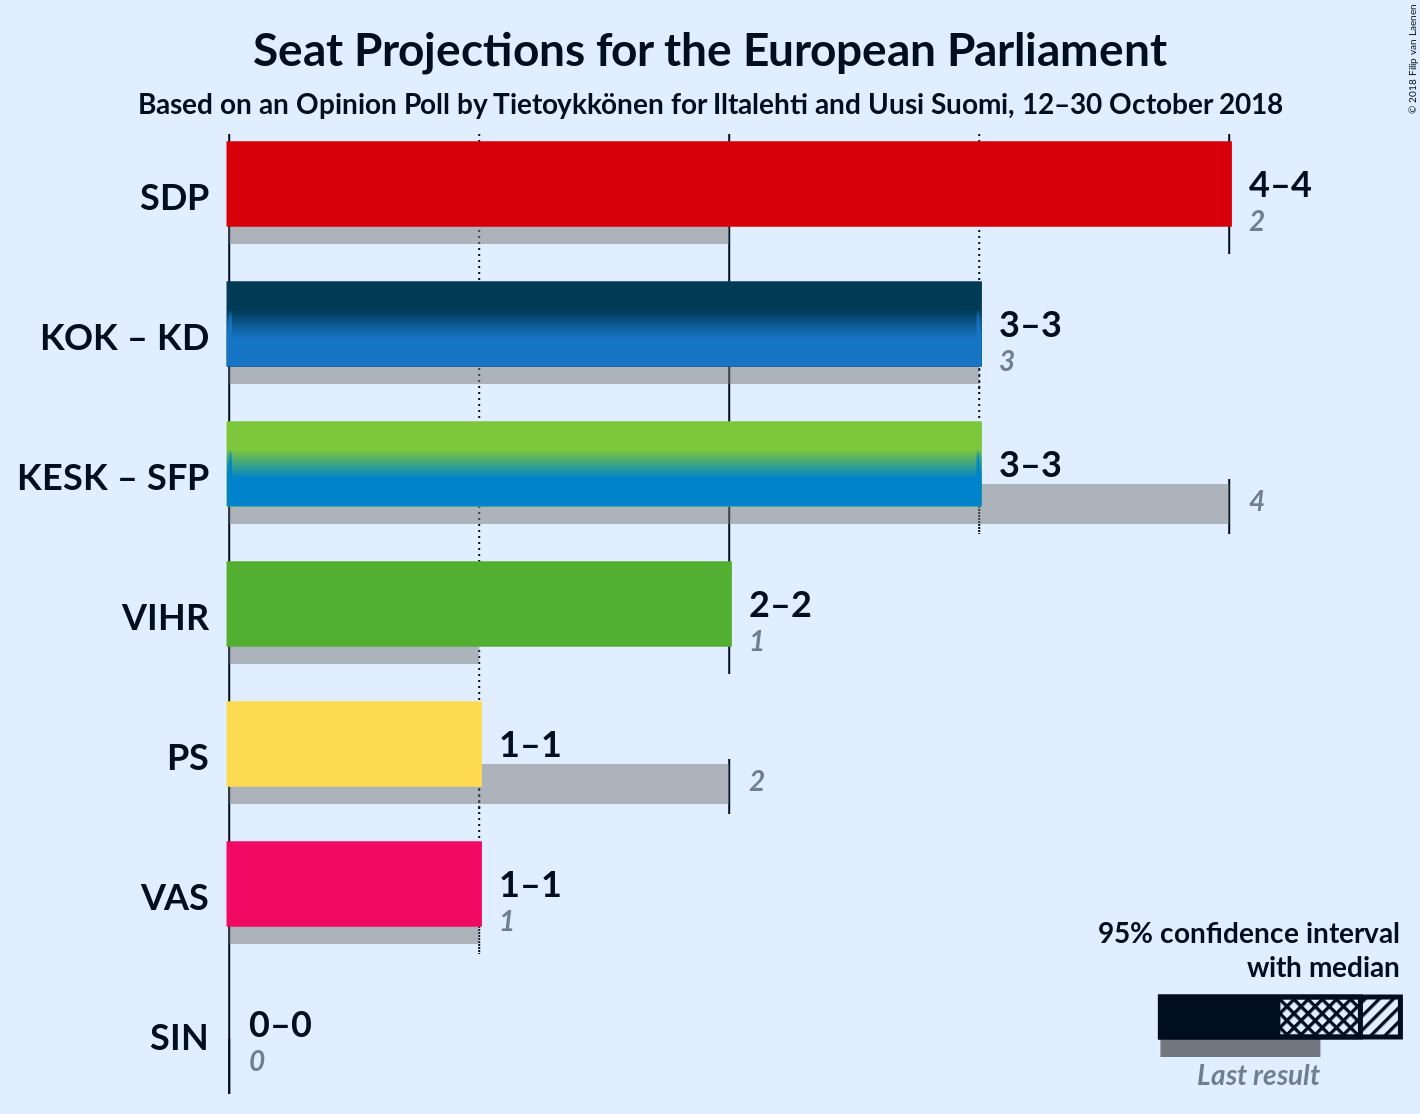 Seat Projections for the European Parliament
Based on an Opinion Poll by Tietoykkönen for Iltalehti and Uusi Suomi, 12–30 October 2018
© 2018 Filip van Laenen
SDP
4–4
2
KOK – KD
3–3
3
KESK – SFP
3–3
4
VIHR
2–2
1
PS
1–1
2
VAS
1–1
1
SIN
0–0
0
95% confidence interval
with median
Last result